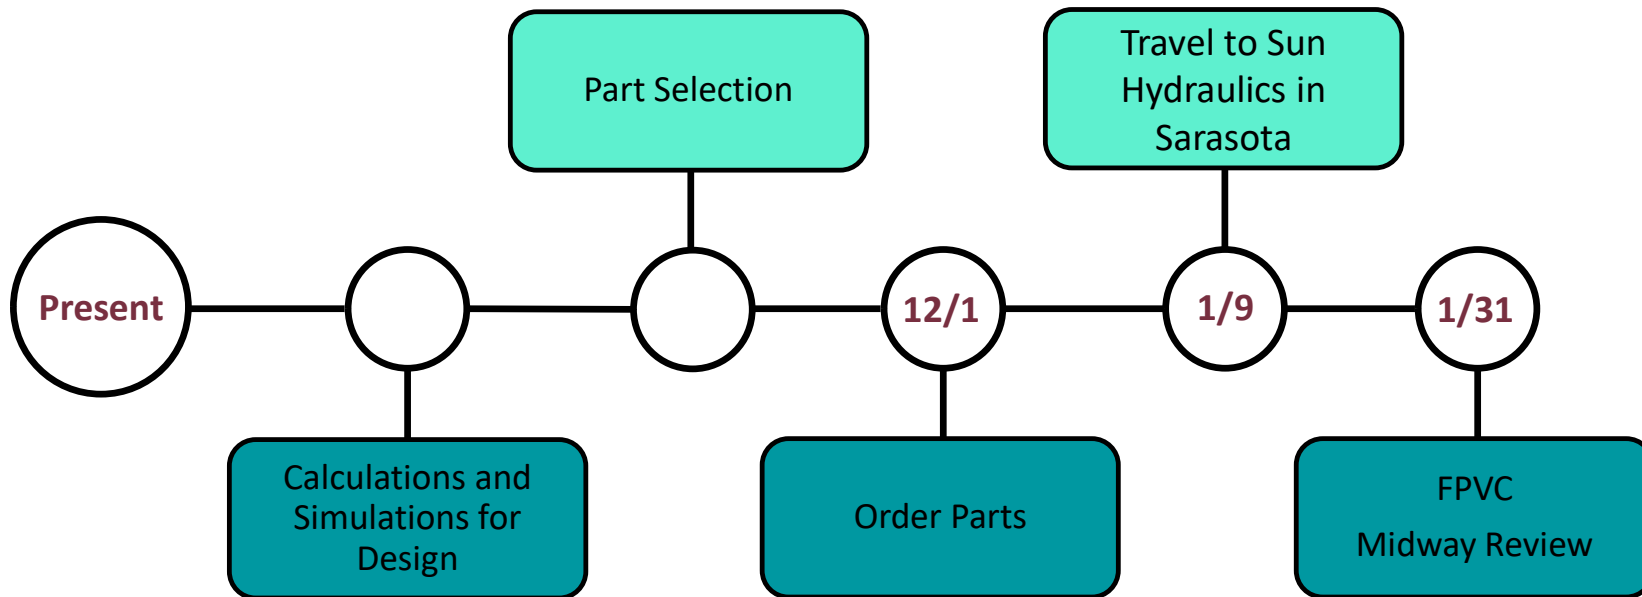 Part Selection
Travel to Sun
Hydraulics in
Sarasota
Present
12/1
1/9
1/31
Calculations and
Simulations for
Design
Order Parts
FPVC
Midway Review